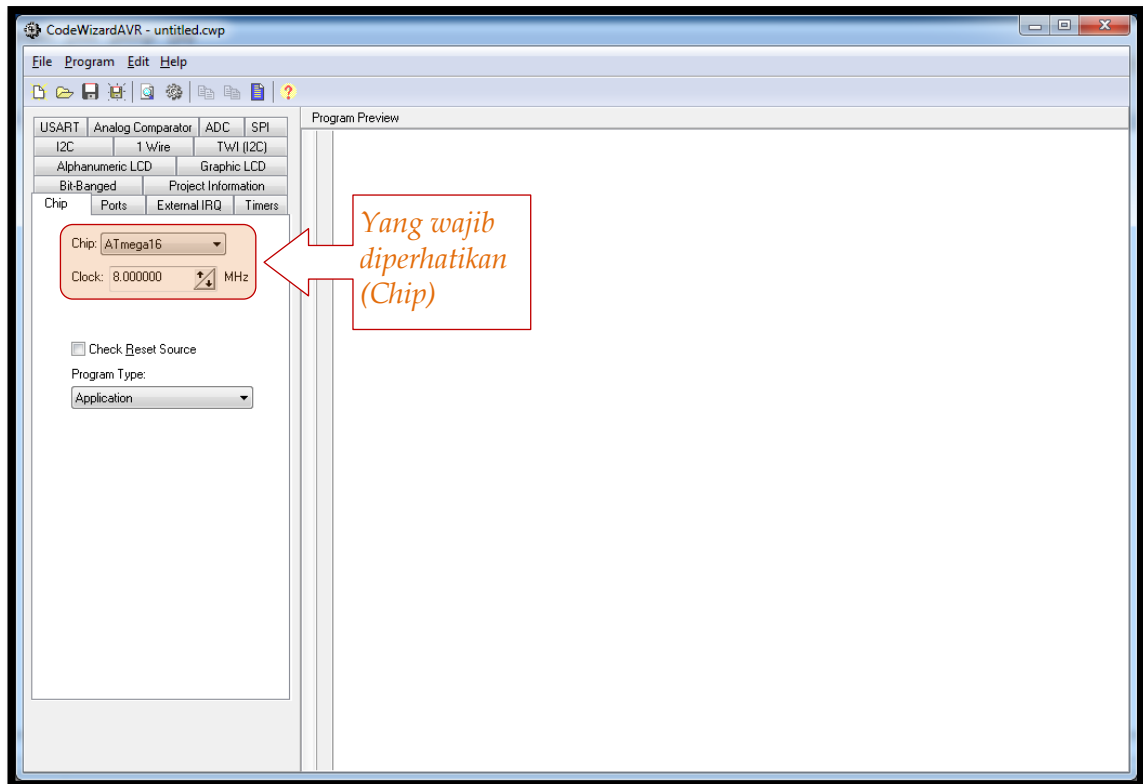 CodeWizardAVR - untitled.cwp
File Program Edit Help
USART Analog Comparator ADC SPI
I2C 1 Wire TWI (I2C)
Alphanumeric LCD Graphic LCD
Bit-Banged Project Information
Chip Ports External IRQ Timers
Chip: ATmega16
Clock: 8.000000 MHz
Check Reset Source
Program Type:
Application
Program Preview
Yang wajib
diperhatikan
(Chip)